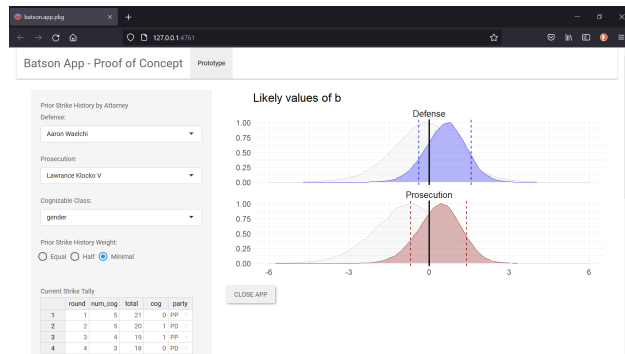 batson.app.pkg
127.0.0.1:4761
Batson App - Proof of Concept
Prototype
Prior Strike History by Attorney
Defense:
Aaron Waelchi
Prosecution:
Lawrance Klocko V
Cognizable Class:
gender
Prior Strike History Weight:
Equal Half Minimal
Current Strike Tally
round num_cog total cog party
1 1 5 21 0 PP
2 2 5 20 1 PD
3 3 4 19 1 PP
4 4 3 18 0 PD
Likely values of b
Defense
1.00
0.75
0.50
0.25
0.00
Prosecution
1.00
0.75
0.50
0.25
0.00
-6 -3 0 3 6
CLOSE APP